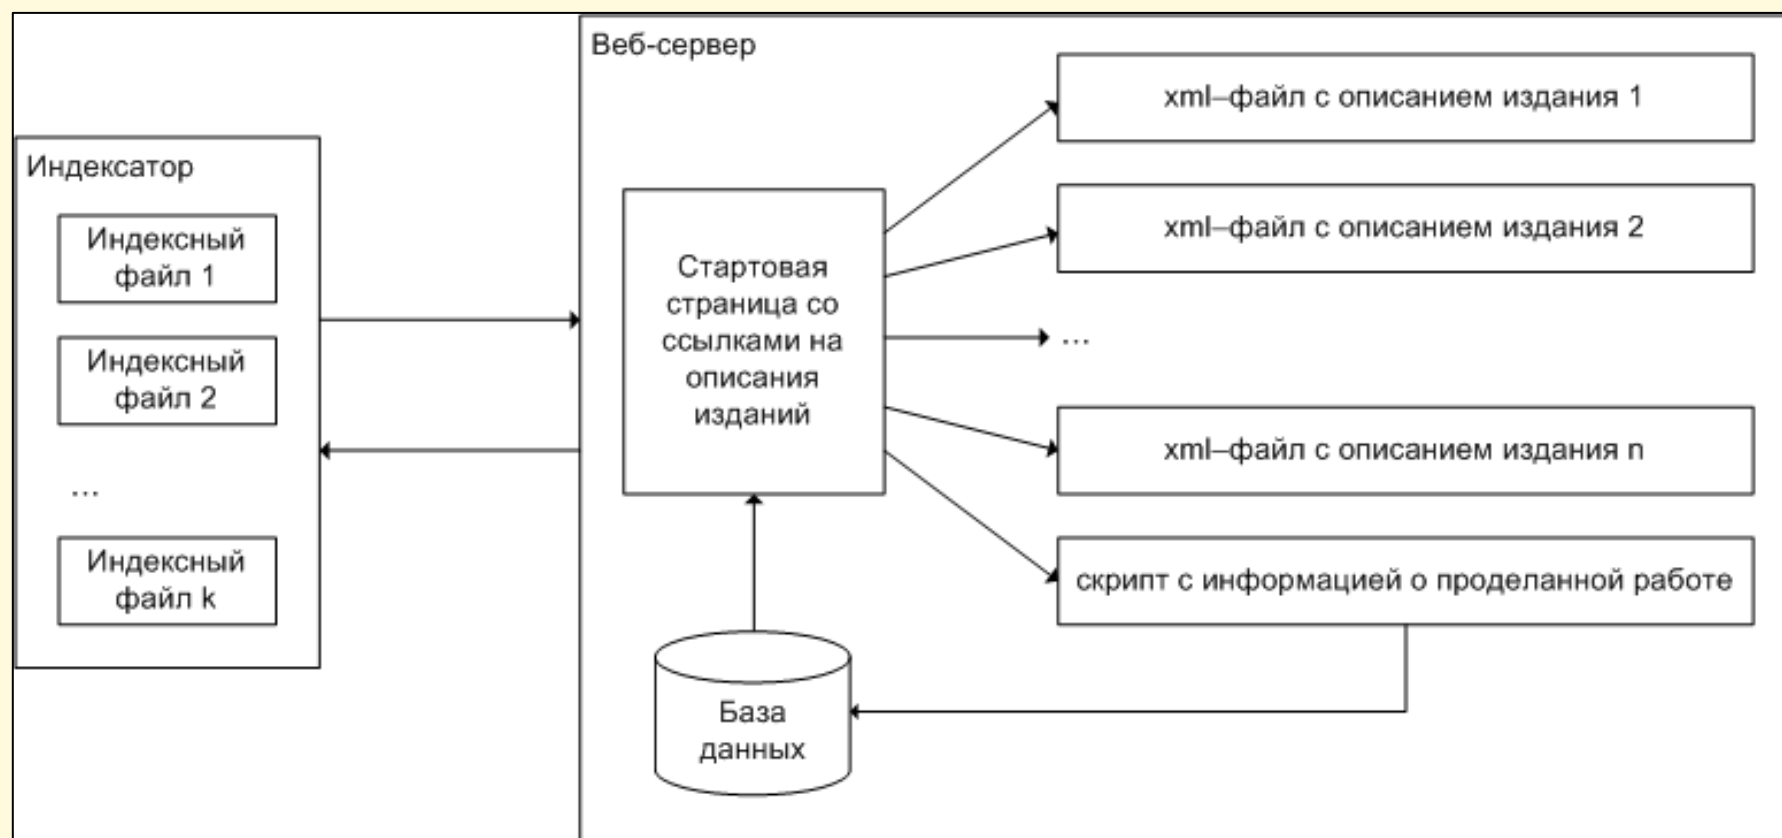 Веб-сервер
Индексатор
Индексный
файл 1
Индексный
файл 2
...
Индексный
файл k
Стартовая
страница со
ссылками на
описания
изданий
База
данных
xml–файл с описанием издания 1
xml–файл с описанием издания 2
...
xml–файл с описанием издания n
скрипт с информацией о проделанной работе